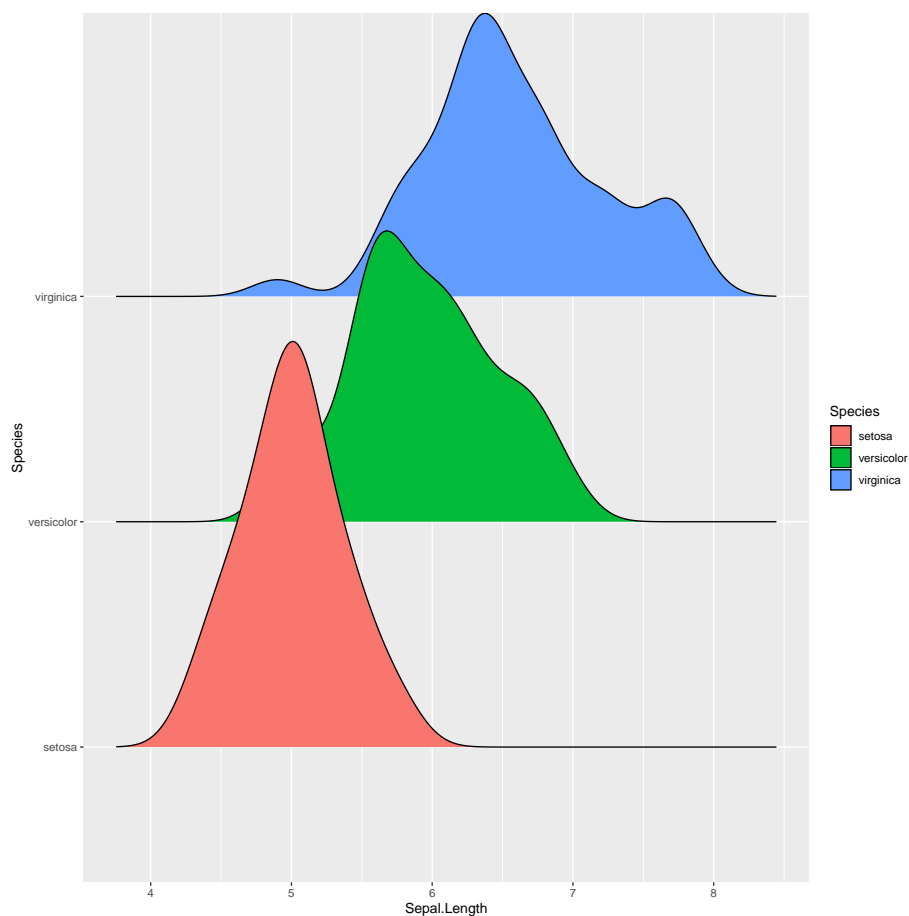 virginica
versicolor
setosa
Species
4 5 6 7 8
Sepal.Length
Species
setosa
versicolor
virginica